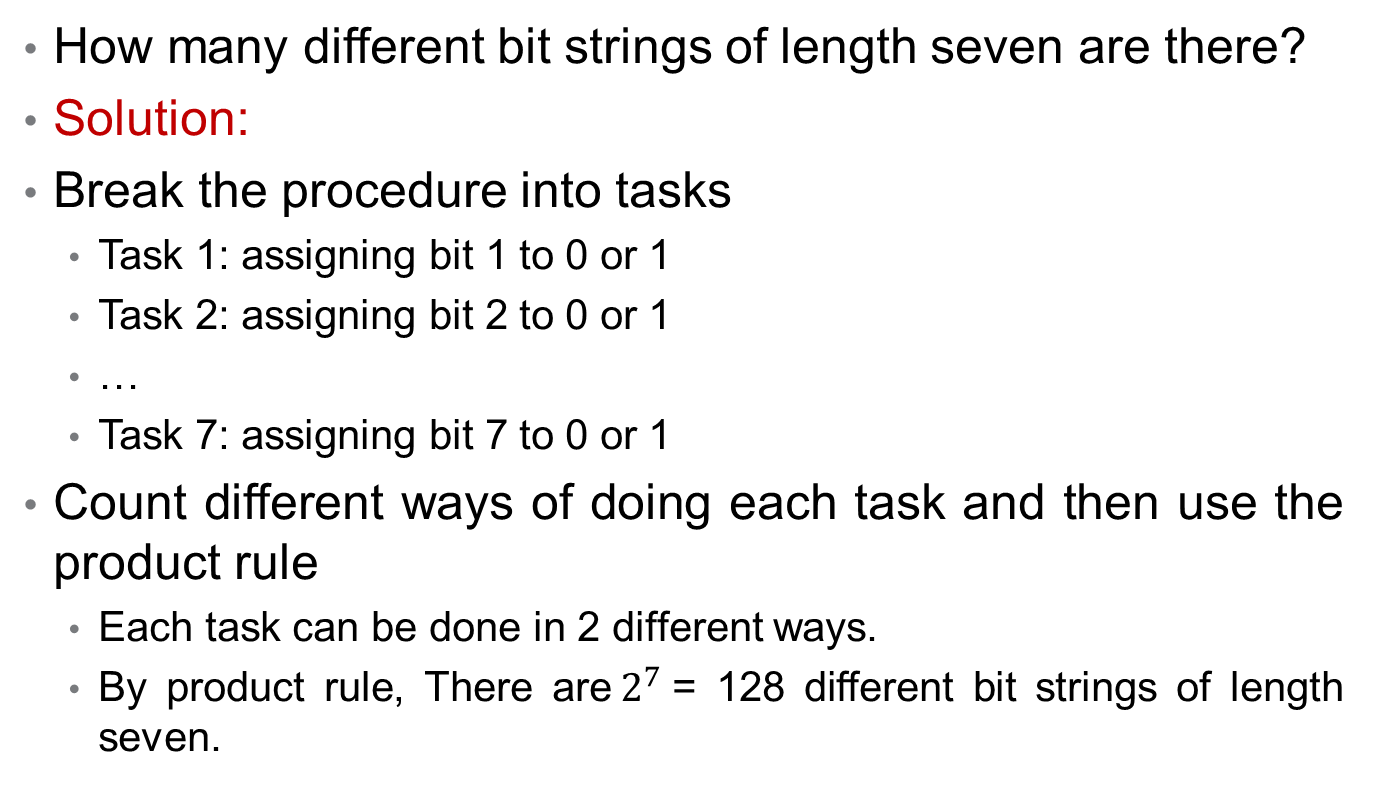 • How many different bit strings of length seven are there?
• Solution:
• Break the procedure into tasks
• Task 1: assigning bit 1 to 0 or 1
• Task 2: assigning bit 2 to 0 or 1
• …
• Task 7: assigning bit 7 to 0 or 1
• Count different ways of doing each task and then use the
product rule
• Each task can be done in 2 different ways.
• By product rule, There are 2⁷ = 128 different bit strings of length
seven.